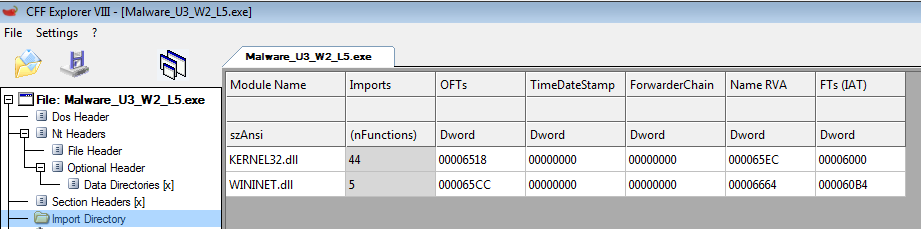 CFF Explorer VIII - [Malware_U3_W2_L5.exe]
File Settings ?
Malware_U3_W2_L5.exe
File: Malware_U3_W2_L5.exe
Dos Header
Nt Headers
File Header
Optional Header
Data Directories [x]
Section Headers [x]
Import Directory
Module Name Imports OFTs TimeDateStamp ForwarderChain Name RVA FTs (IAT)
szAnsi (nFunctions) Dword Dword Dword Dword Dword
KERNEL32.dll 44 00006518 00000000 00000000 000065EC 00006000
WININET.dll 5 000065CC 00000000 00000000 00006664 000060B4